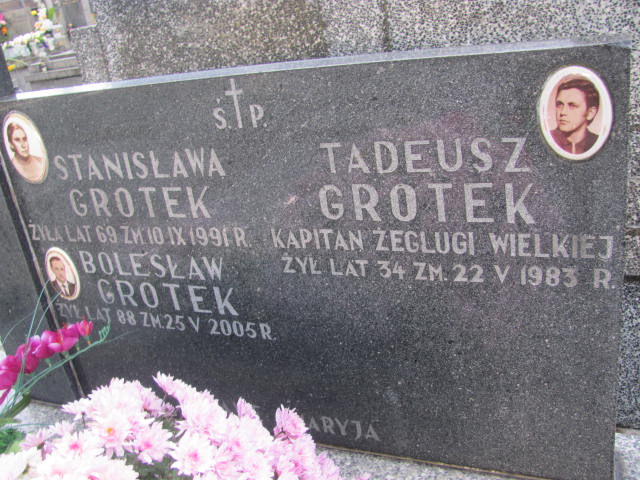 Ś.P.
STANISŁAWA
GROTEK
ŻYŁA LAT 69 ZM.10 IX 1991 R.
BOLESŁAW
GROTEK
ŻYŁ LAT 88 ZM.25 V 2005 R.
TADEUSZ
GROTEK
KAPITAN ŻEGLUGI WIELKIEJ
ŻYŁ LAT 34 ZM. 22 V 1983 R.